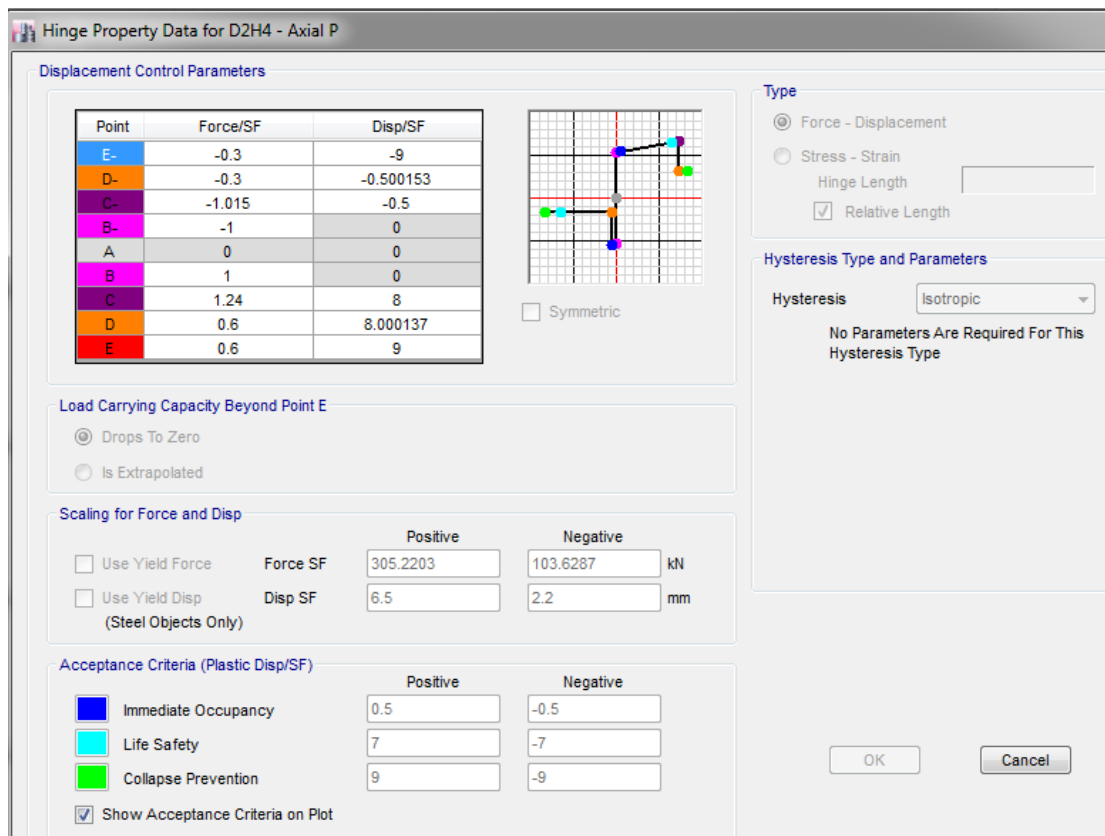 Hinge Property Data for D2H4 - Axial P
Displacement Control Parameters
Point Force/SF Disp/SF
E- -0.3 -9
D- -0.3 -0.500153
C- -1.015 -0.5
B- -1 0
A 0 0
B 1 0
C 1.24 8
D 0.6 8.000137
E 0.6 9
Symmetric
Type
Force - Displacement
Stress - Strain
Hinge Length
Relative Length
Hysteresis Type and Parameters
Hysteresis Isotropic
No Parameters Are Required For This
Hysteresis Type
Load Carrying Capacity Beyond Point E
Drops To Zero
Is Extrapolated
Scaling for Force and Disp
Positive Negative
Use Yield Force Force SF 305.2203 103.6287 kN
Use Yield Disp Disp SF 6.5 2.2 mm
(Steel Objects Only)
Acceptance Criteria (Plastic Disp/SF)
Positive Negative
Immediate Occupancy 0.5 -0.5
Life Safety 7 -7
Collapse Prevention 9 -9
Show Acceptance Criteria on Plot
OK Cancel